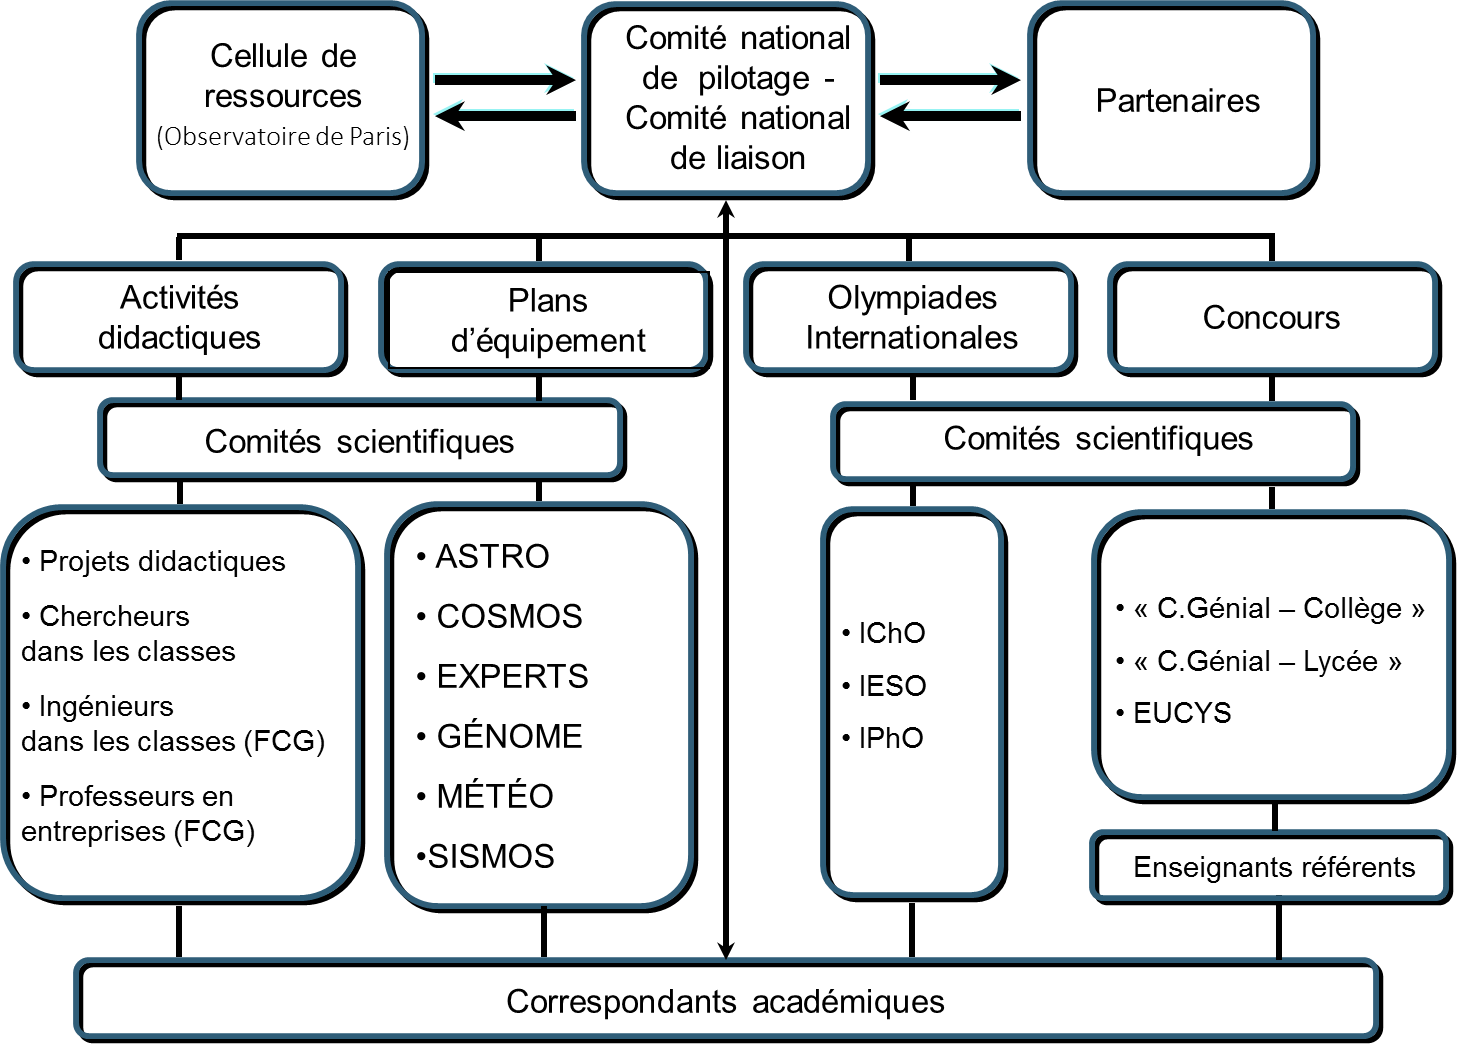 Cellule de
ressources
(Observatoire de Paris)
Comité national
de pilotage -
Comité national
de liaison
Partenaires
Activités
didactiques
Plans
d’équipement
Olympiades
Internationales
Concours
Comités scientifiques
Comités scientifiques
• Projets didactiques
• Chercheurs
dans les classes
• Ingénieurs
dans les classes (FCG)
• Professeurs en
entreprises (FCG)
• ASTRO
• COSMOS
• EXPERTS
• GÉNOME
• MÉTÉO
•SISMOS
• IChO
• IESO
• IPhO
• « C.Génial – Collège »
• « C.Génial – Lycée »
• EUCYS
Enseignants référents
Correspondants académiques